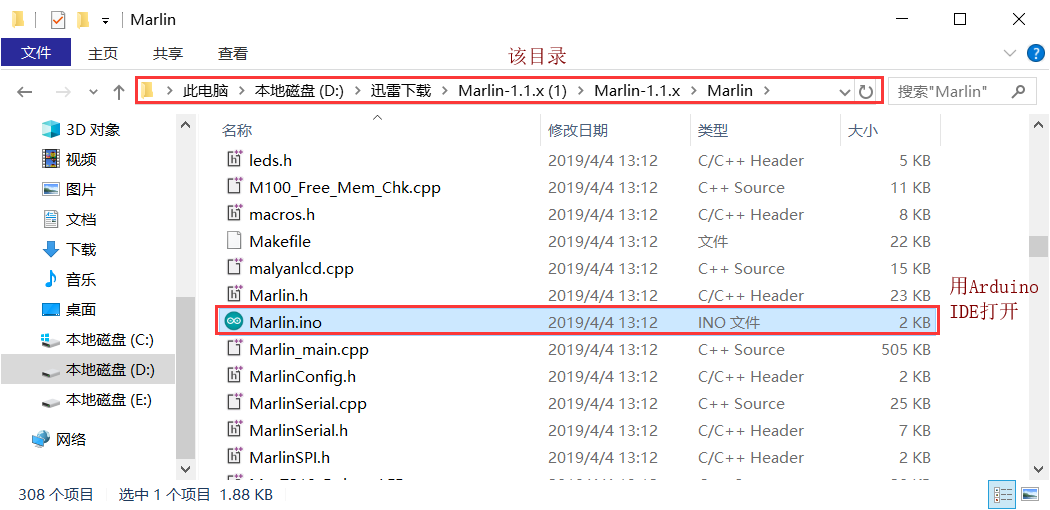 Marlin
文件 主页 共享 查看 该目录
此电脑 > 本地磁盘 (D:) > 迅雷下载 > Marlin-1.1.x (1) > Marlin-1.1.x > Marlin > 搜索"Marlin"
3D 对象
视频
图片
文档
下载
音乐
桌面
本地磁盘 (C:)
本地磁盘 (D:)
本地磁盘 (E:)
网络
名称 修改日期 类型 大小
leds.h 2019/4/4 13:12 C/C++ Header 5 KB
M100_Free_Mem_Chk.cpp 2019/4/4 13:12 C++ Source 11 KB
macros.h 2019/4/4 13:12 C/C++ Header 8 KB
Makefile 2019/4/4 13:12 文件 22 KB
malyanlcd.cpp 2019/4/4 13:12 C++ Source 15 KB
Marlin.h 2019/4/4 13:12 C/C++ Header 23 KB
Marlin.ino 2019/4/4 13:12 INO 文件 2 KB
Marlin_main.cpp 2019/4/4 13:12 C++ Source 505 KB
MarlinConfig.h 2019/4/4 13:12 C/C++ Header 2 KB
MarlinSerial.cpp 2019/4/4 13:12 C++ Source 25 KB
MarlinSerial.h 2019/4/4 13:12 C/C++ Header 7 KB
MarlinSPI.h 2019/4/4 13:12 C/C++ Header 2 KB
用Arduino
IDE打开
308 个项目 选中 1 个项目 1.88 KB